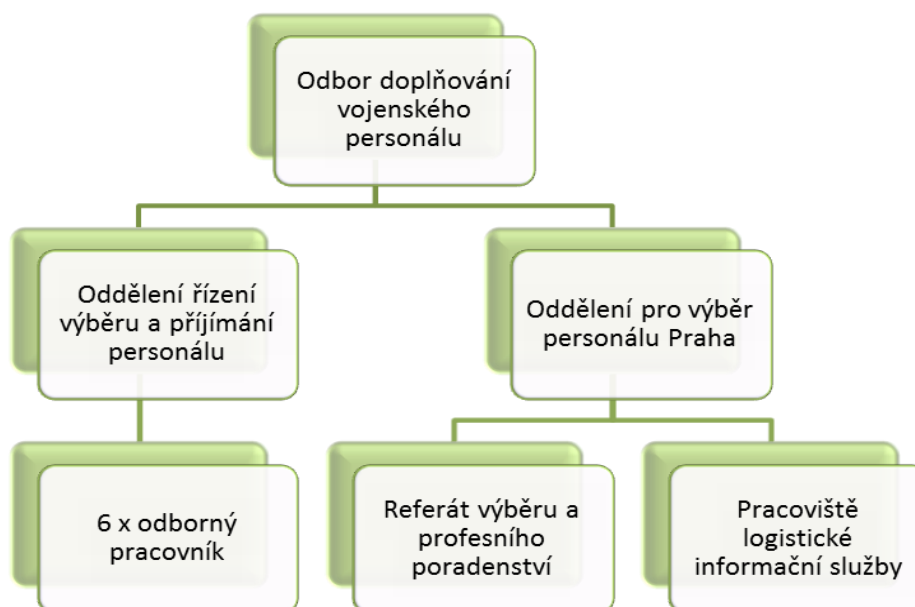 Odbor doplňování
vojenského
personálu
Oddělení řízení
výběru a příjímání
personálu
Oddělení pro výběr
personálu Praha
6 x odborný
pracovník
Referát výběru a
profesního
poradenství
Pracoviště
logistické
informační služby